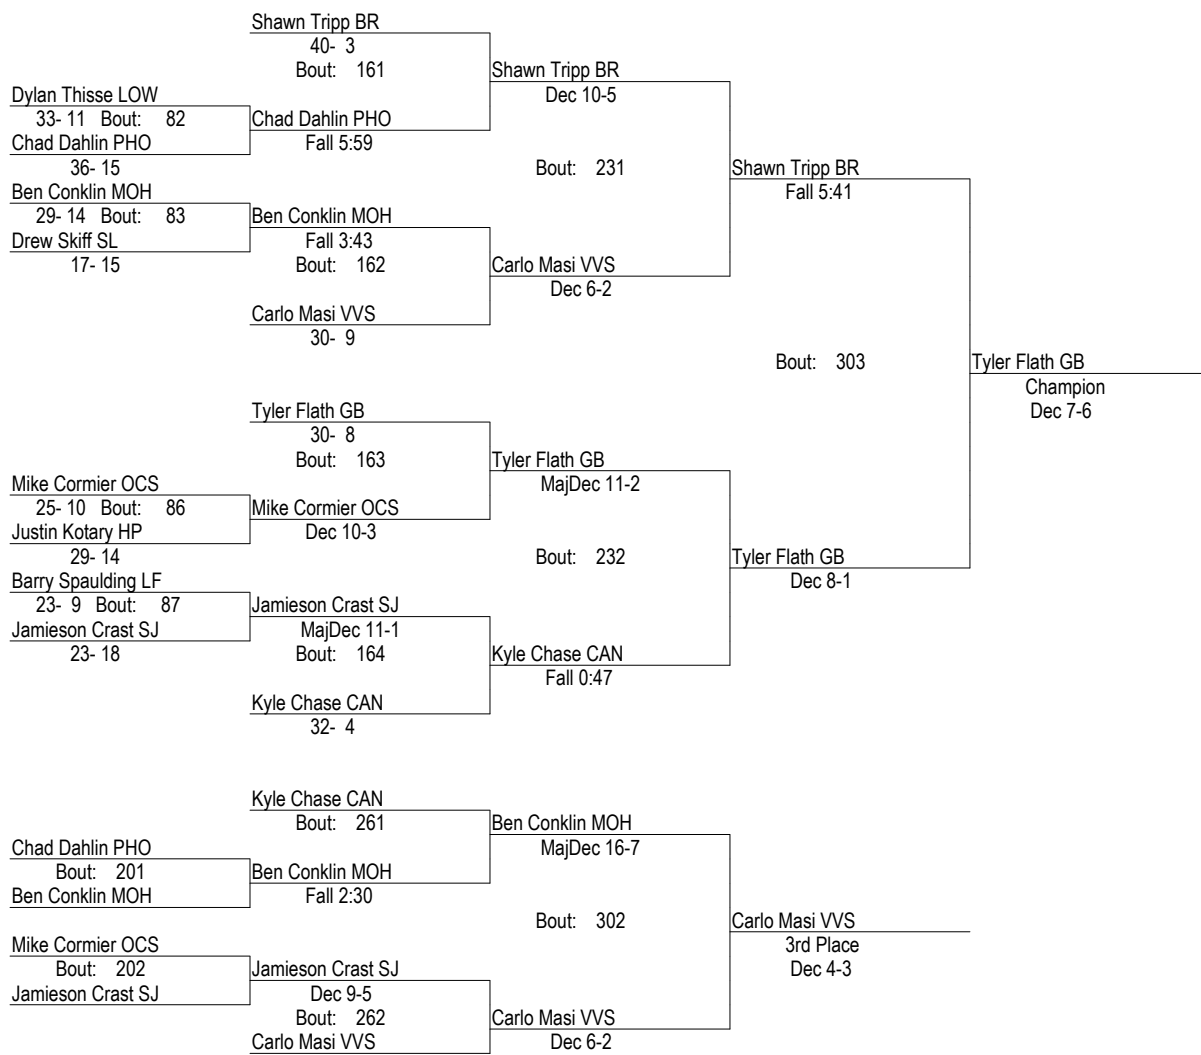 Shawn Tripp BR
40- 3
Bout: 161
Shawn Tripp BR
Dec 10-5
Dylan Thisse LOW
33- 11 Bout: 82
Chad Dahlin PHO
Fall 5:59
Chad Dahlin PHO
36- 15
Bout: 231
Shawn Tripp BR
Fall 5:41
Ben Conklin MOH
29- 14 Bout: 83
Ben Conklin MOH
Fall 3:43
Drew Skiff SL
17- 15
Bout: 162
Carlo Masi VVS
Dec 6-2
Carlo Masi VVS
30- 9
Bout: 303
Tyler Flath GB
Champion
Dec 7-6
Tyler Flath GB
30- 8
Bout: 163
Tyler Flath GB
MajDec 11-2
Mike Cormier OCS
25- 10 Bout: 86
Mike Cormier OCS
Dec 10-3
Justin Kotary HP
29- 14
Bout: 232
Tyler Flath GB
Dec 8-1
Barry Spaulding LF
23- 9 Bout: 87
Jamieson Crast SJ
MajDec 11-1
Jamieson Crast SJ
23- 18
Bout: 164
Kyle Chase CAN
Fall 0:47
Kyle Chase CAN
32- 4
Kyle Chase CAN
Bout: 261
Ben Conklin MOH
MajDec 16-7
Chad Dahlin PHO
Bout: 201
Ben Conklin MOH
Fall 2:30
Ben Conklin MOH
Bout: 302
Carlo Masi VVS
3rd Place
Dec 4-3
Mike Cormier OCS
Bout: 202
Jamieson Crast SJ
Dec 9-5
Jamieson Crast SJ
Bout: 262
Carlo Masi VVS
Dec 6-2
Carlo Masi VVS